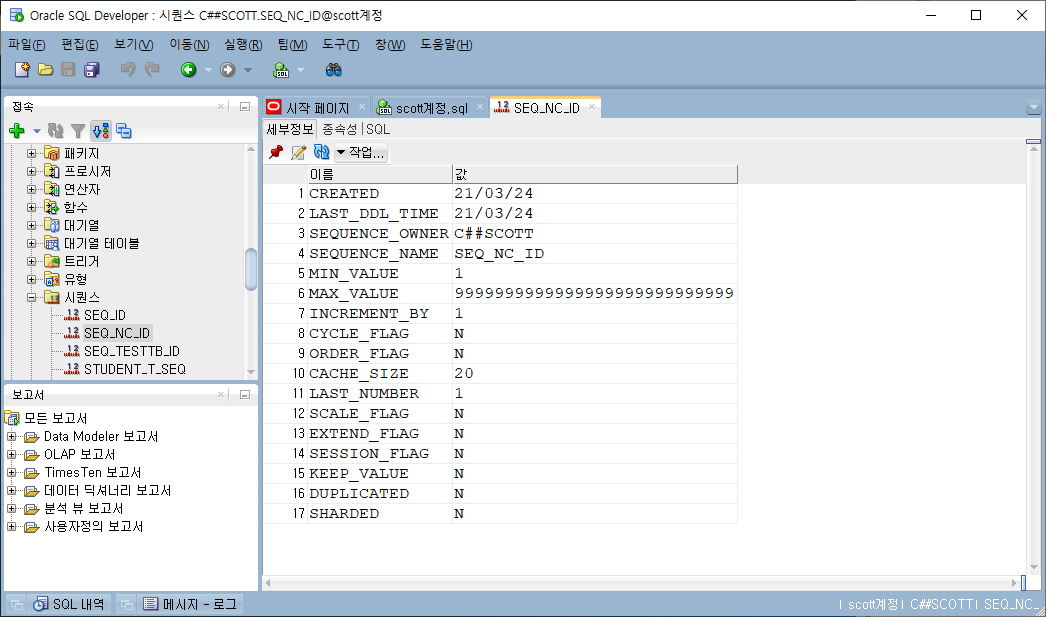 Oracle SQL Developer : 시퀀스 C##SCOTT.SEQ_NC_ID@scott계정
파일(F) 편집(E) 보기(V) 이동(N) 실행(R) 팀(M) 도구(T) 창(W) 도움말(H)
접속
패키지
프로시저
연산자
함수
대기열
대기열 테이블
트리거
유형
시퀀스
SEQ_ID
SEQ_NC_ID
SEQ_TESTTB_ID
STUDENT_T_SEQ
보고서
모든 보고서
Data Modeler 보고서
OLAP 보고서
TimesTen 보고서
데이터 딕셔너리 보고서
분석 뷰 보고서
사용자정의 보고서
시작 페이지 scott계정.sql SEQ_NC_ID
세부정보 종속성 SQL
작업...
이름 값
1 CREATED 21/03/24
2 LAST_DDL_TIME 21/03/24
3 SEQUENCE_OWNER C##SCOTT
4 SEQUENCE_NAME SEQ_NC_ID
5 MIN_VALUE 1
6 MAX_VALUE 9999999999999999999999999999
7 INCREMENT_BY 1
8 CYCLE_FLAG N
9 ORDER_FLAG N
10 CACHE_SIZE 20
11 LAST_NUMBER 1
12 SCALE_FLAG N
13 EXTEND_FLAG N
14 SESSION_FLAG N
15 KEEP_VALUE N
16 DUPLICATED N
17 SHARDED N
SQL 내역 메시지 - 로그
| scott계정| C##SCOTT| SEQ_NC_